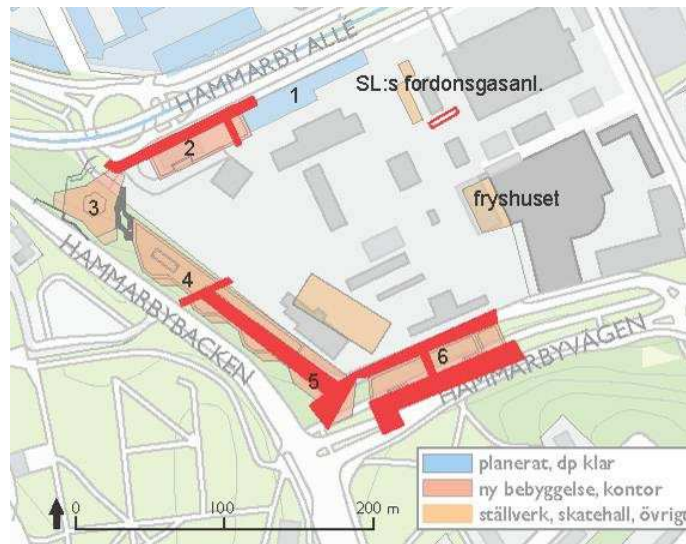 HAMMARBY ALLÉ
1
SL:s fordonsgasanl.
2
fryshuset
3
4
HAMMARBYBACKEN
5
6
HAMMARBYVÄGEN
planerat, dp klar
ny bebyggelse, kontor
ställverk, skatehall, övrigt
0 100 200 m